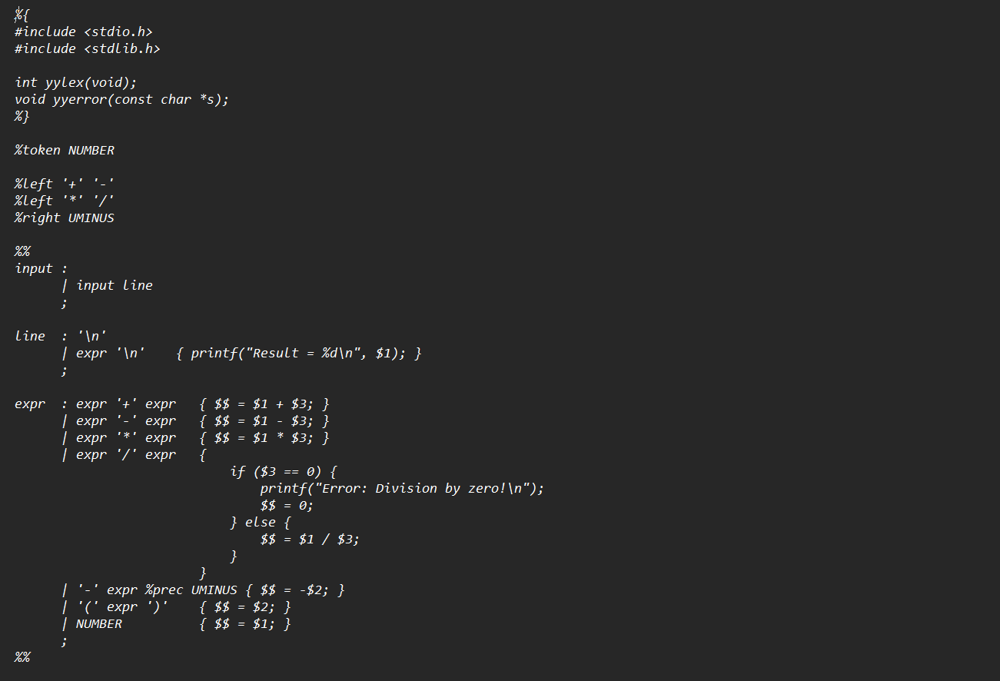 %{
#include <stdio.h>
#include <stdlib.h>

int yylex(void);
void yyerror(const char *s);
%}

%token NUMBER

%left '+' '-'
%left '*' '/'
%right UMINUS

%%
input :
      | input line
      ;

line  : '\n'
      | expr '\n'    { printf("Result = %d\n", $1); }
      ;

expr  : expr '+' expr   { $$ = $1 + $3; }
      | expr '-' expr   { $$ = $1 - $3; }
      | expr '*' expr   { $$ = $1 * $3; }
      | expr '/' expr   {
                            if ($3 == 0) {
                                printf("Error: Division by zero!\n");
                                $$ = 0;
                            } else {
                                $$ = $1 / $3;
                            }
                        }
      | '-' expr %prec UMINUS { $$ = -$2; }
      | '(' expr ')'    { $$ = $2; }
      | NUMBER          { $$ = $1; }
      ;
%%